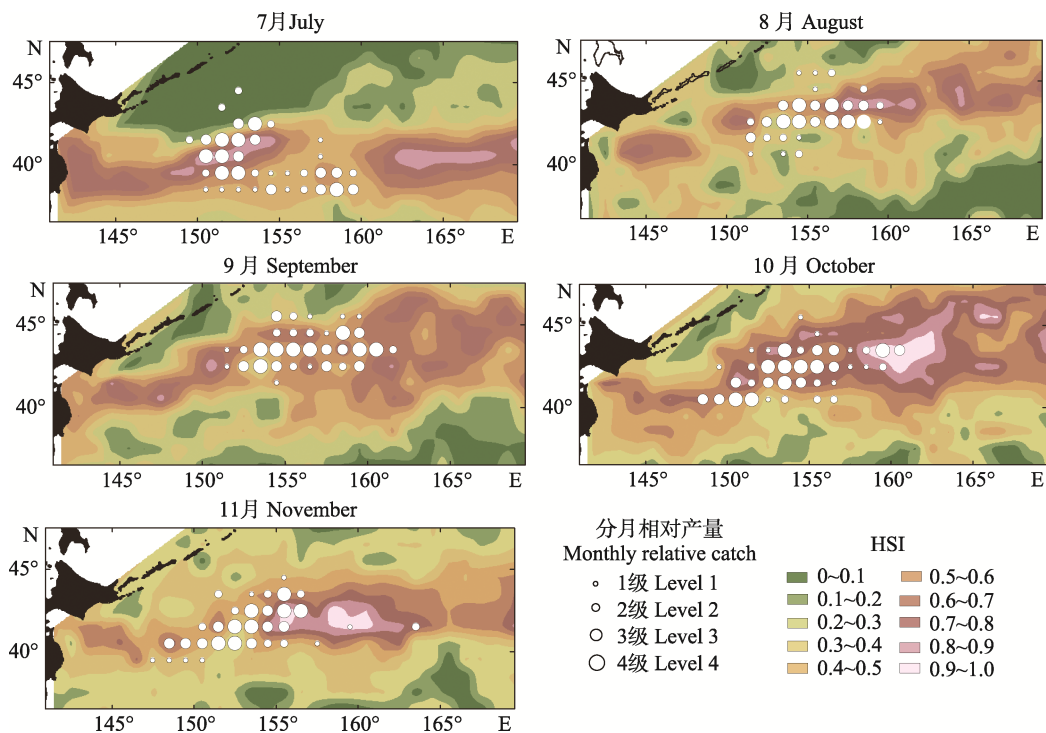 7月July
N
45°
40°
145°
150°
155°
160°
165°
E
8 月 August
N
45°
40°
145°
150°
155°
160°
165°
E
9 月 September
N
45°
40°
145°
150°
155°
160°
165°
E
10 月 October
N
45°
40°
145°
150°
155°
160°
165°
E
11月 November
N
45°
40°
145°
150°
155°
160°
165°
E
分月相对产量
Monthly relative catch
1级 Level 1
2级 Level 2
3级 Level 3
4级 Level 4
HSI
0~0.1
0.1~0.2
0.2~0.3
0.3~0.4
0.4~0.5
0.5~0.6
0.6~0.7
0.7~0.8
0.8~0.9
0.9~1.0